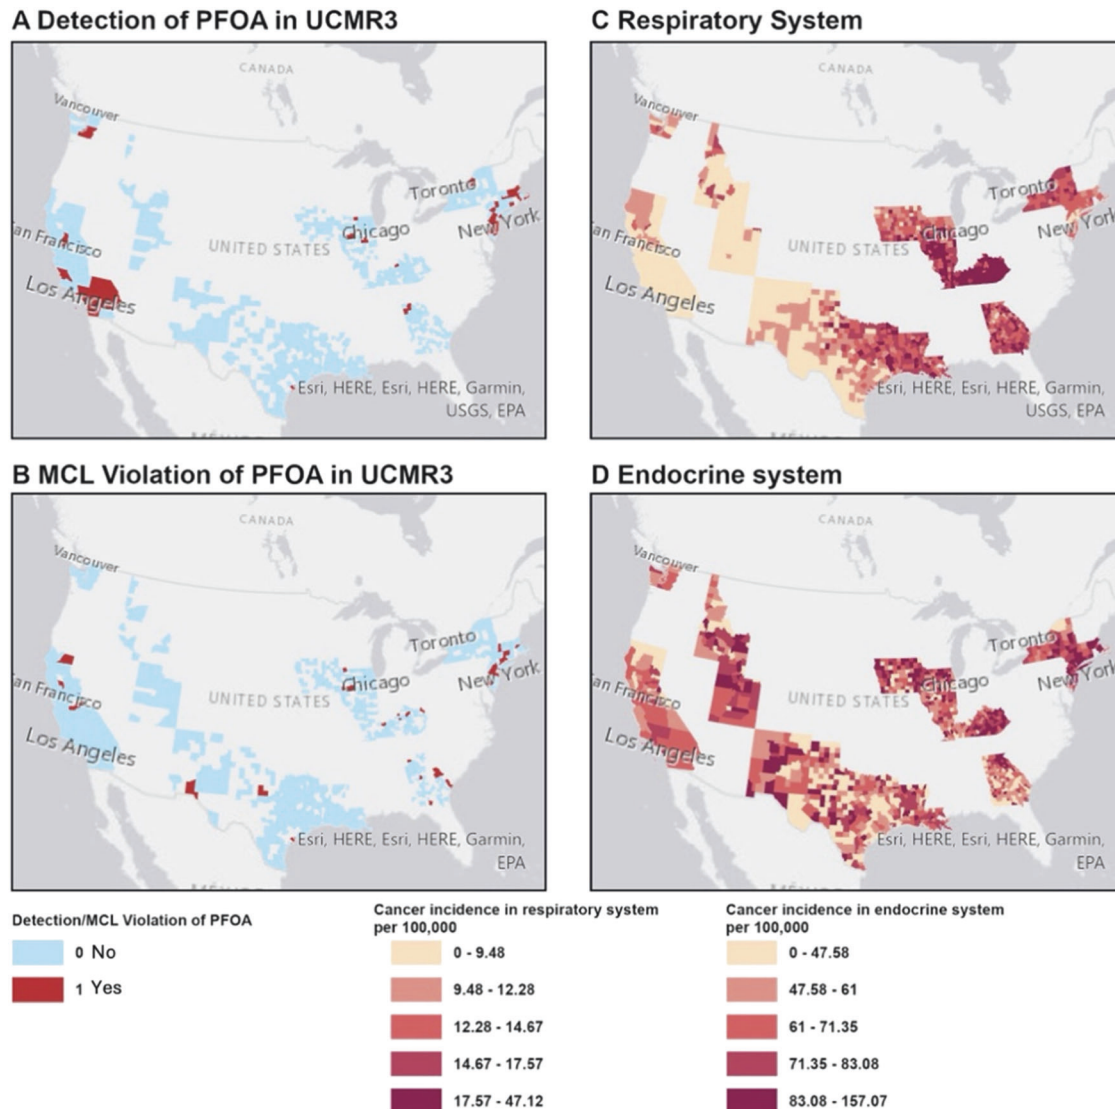 A Detection of PFOA in UCMR3
CANADA
Vancouver
Toronto
an Francisco
UNITED STATES
Chicago
New York
Los Angeles
Esri, HERE, Esri, HERE, Garmin,
USGS, EPA
MÉXICO
C Respiratory System
CANADA
Vancouver
Toronto
an Francisco
UNITED STATES
Chicago
New York
Los Angeles
Esri, HERE, Esri, HERE, Garmin,
USGS, EPA
B MCL Violation of PFOA in UCMR3
CANADA
Vancouver
Toronto
an Francisco
UNITED STATES
Chicago
New York
Los Angeles
Esri, HERE, Esri, HERE, Garmin,
EPA
D Endocrine system
CANADA
Vancouver
Toronto
an Francisco
UNITED STATES
Chicago
New York
Los Angeles
Esri, HERE, Esri, HERE, Garmin,
EPA
Detection/MCL Violation of PFOA
0 No
1 Yes
Cancer incidence in respiratory system
per 100,000
0 - 9.48
9.48 - 12.28
12.28 - 14.67
14.67 - 17.57
17.57 - 47.12
Cancer incidence in endocrine system
per 100,000
0 - 47.58
47.58 - 61
61 - 71.35
71.35 - 83.08
83.08 - 157.07